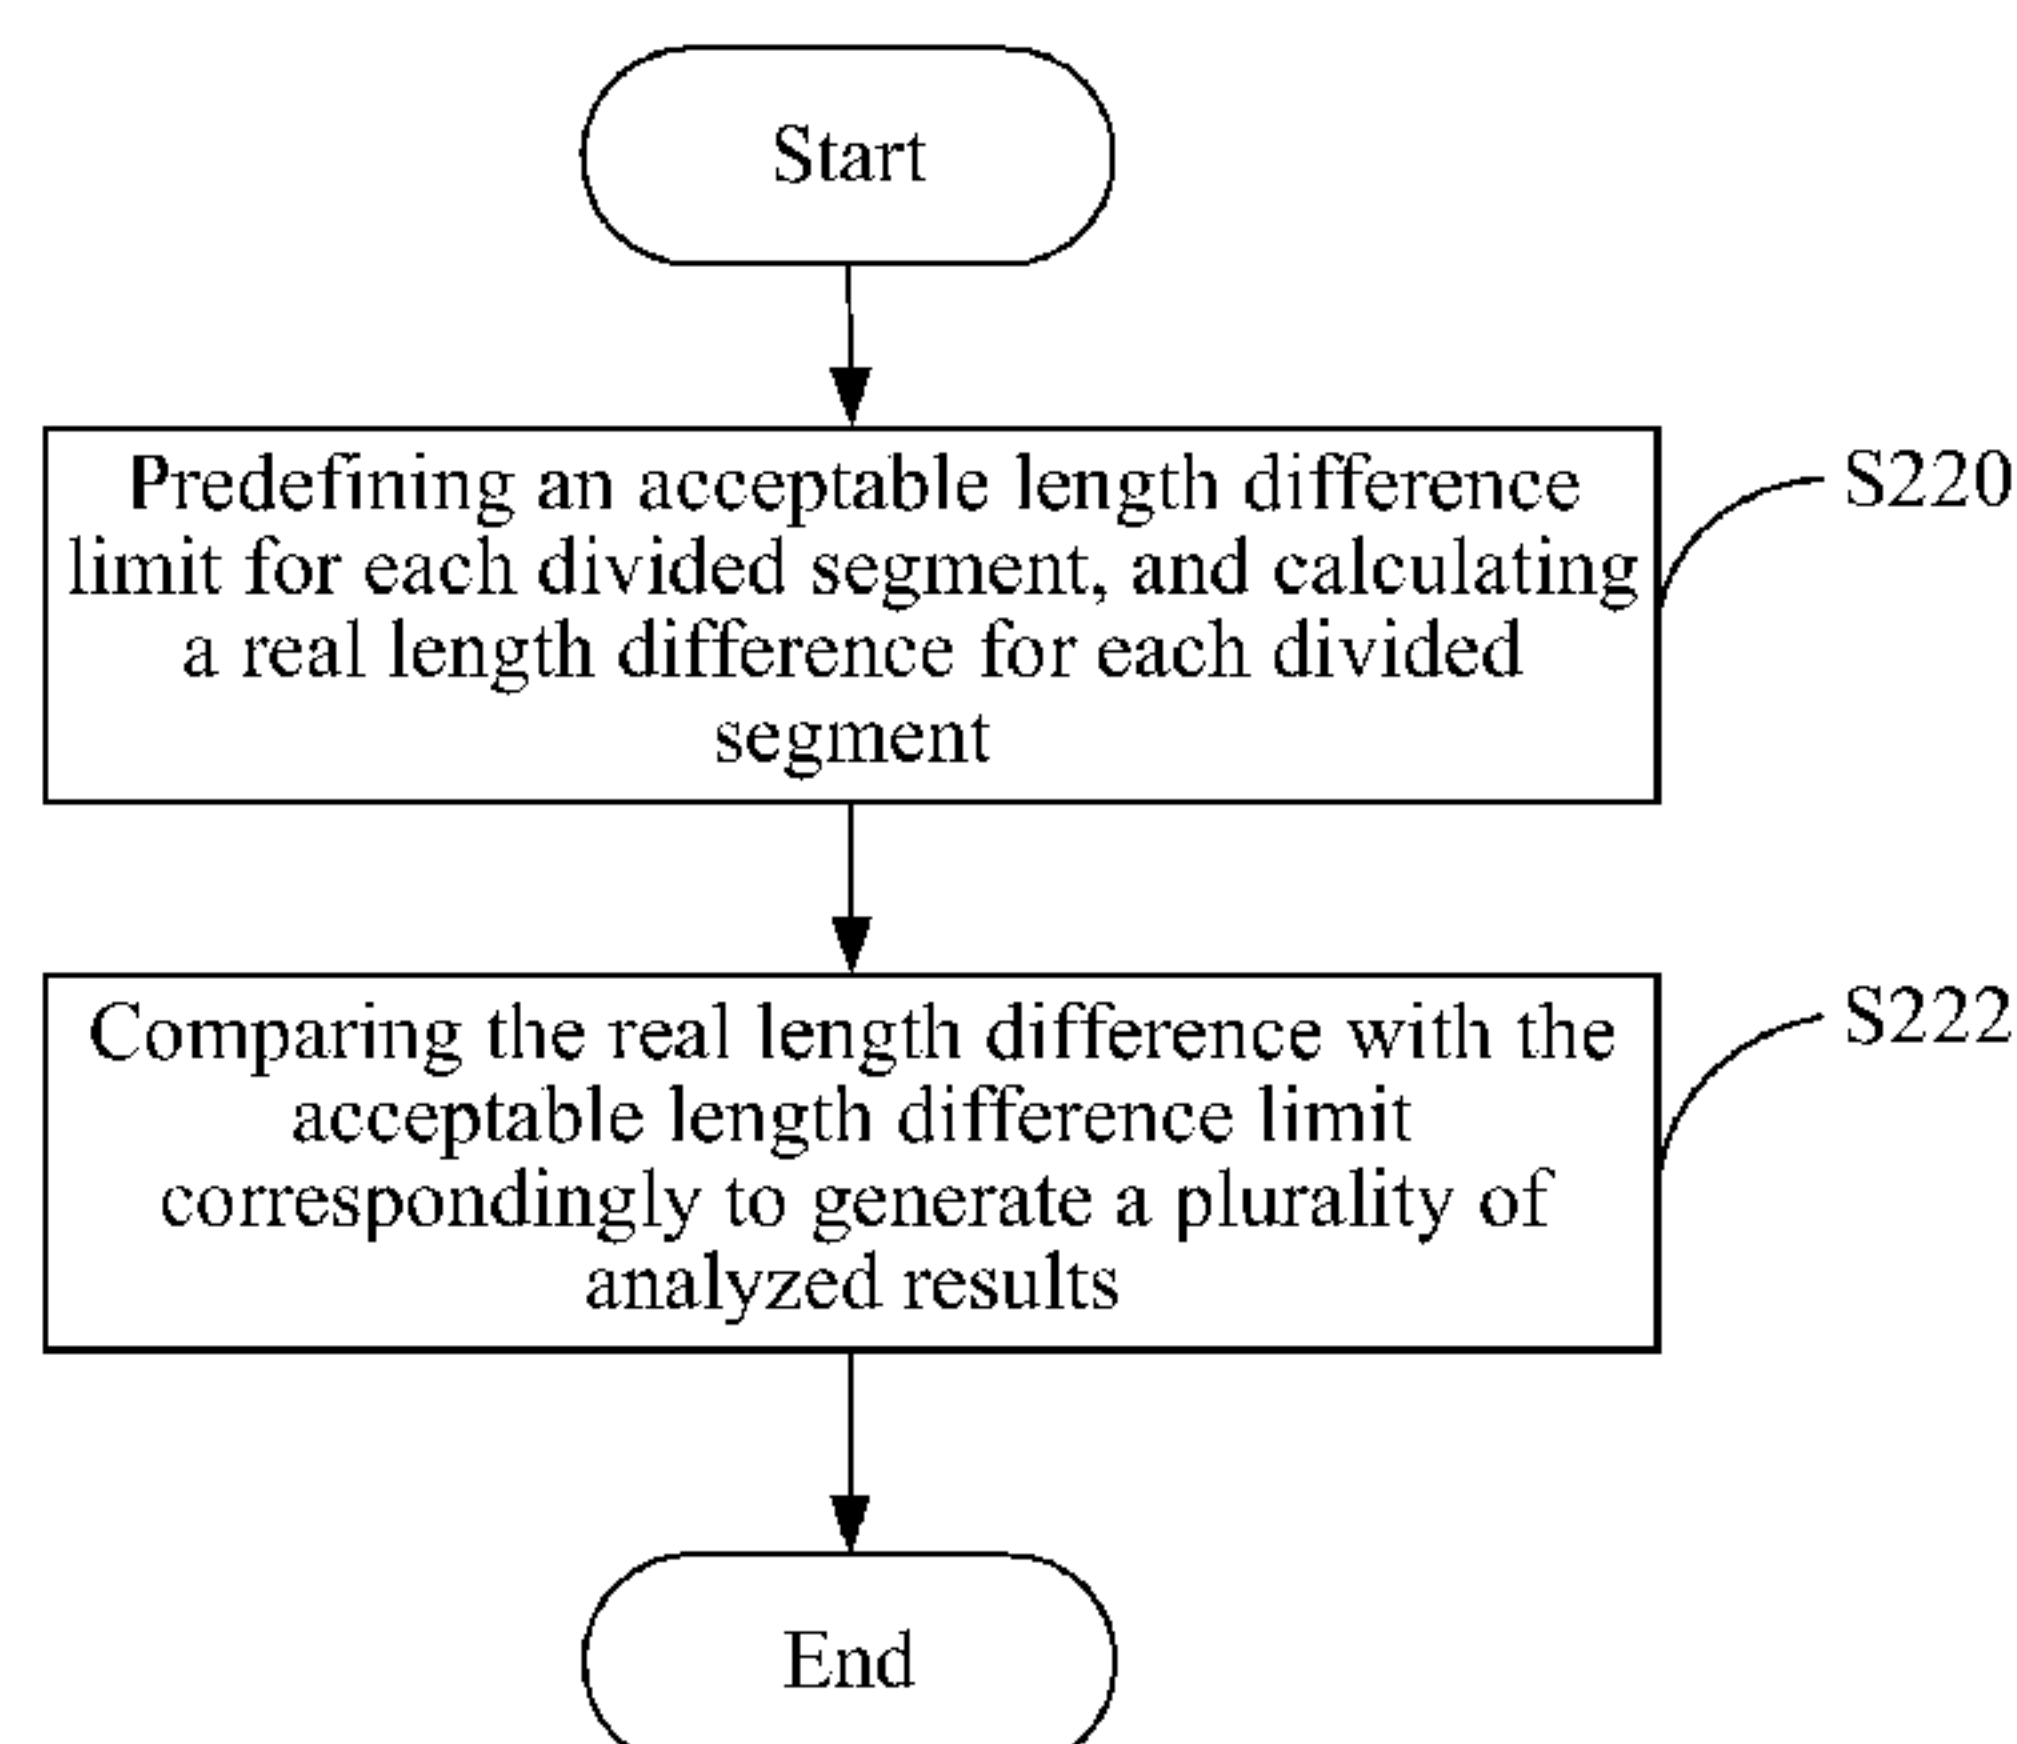 Start
Predefining an acceptable length difference
limit for each divided segment, and calculating
a real length difference for each divided
segment
S220
Comparing the real length difference with the
acceptable length difference limit
correspondingly to generate a plurality of
analyzed results
S222
End